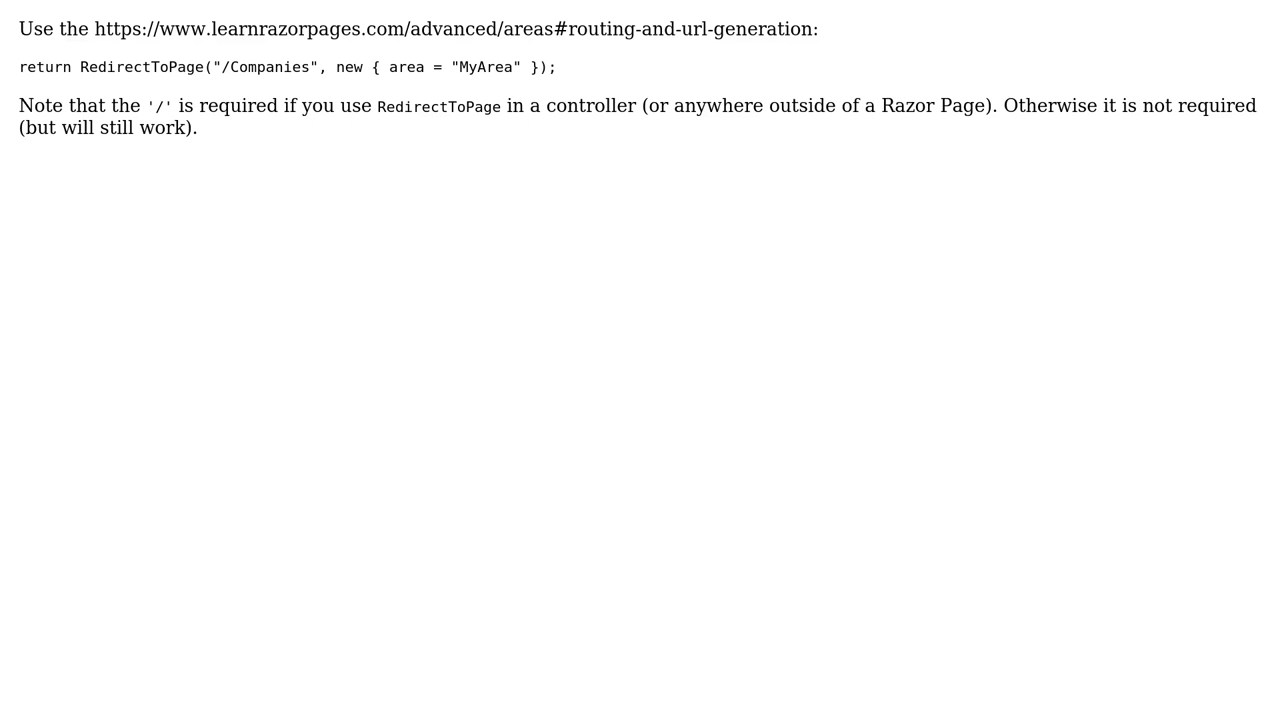 Use the https://www.learnrazorpages.com/advanced/areas#routing-and-url-generation:
return RedirectToPage("/Companies", new { area = "MyArea" });
Note that the '/' is required if you use RedirectToPage in a controller (or anywhere outside of a Razor Page). Otherwise it is not required
(but will still work).